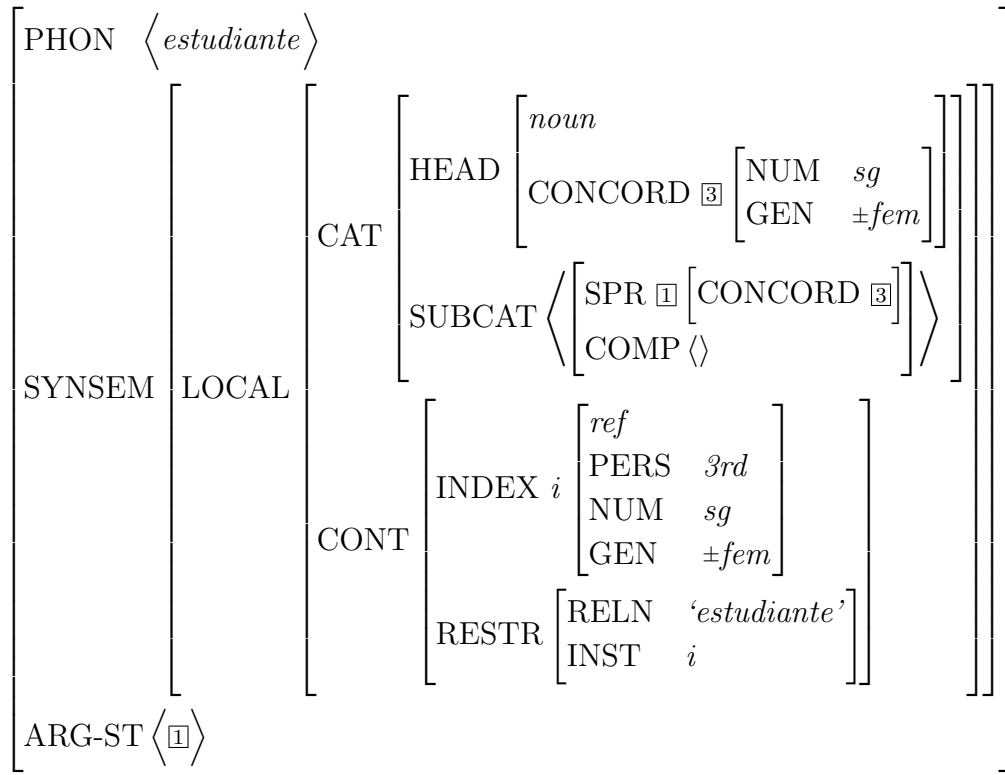 PHON ⟨estudiante⟩
noun
HEAD
CONCORD 3
NUM sg
GEN ±fem
CAT
SUBCAT
SPR 1 [CONCORD 3]
COMP ⟨⟩
SYNSEM LOCAL
ref
PERS 3rd
INDEX i
NUM sg
GEN ±fem
CONT
RESTR
RELN ‘estudiante’
INST i
ARG-ST ⟨1⟩